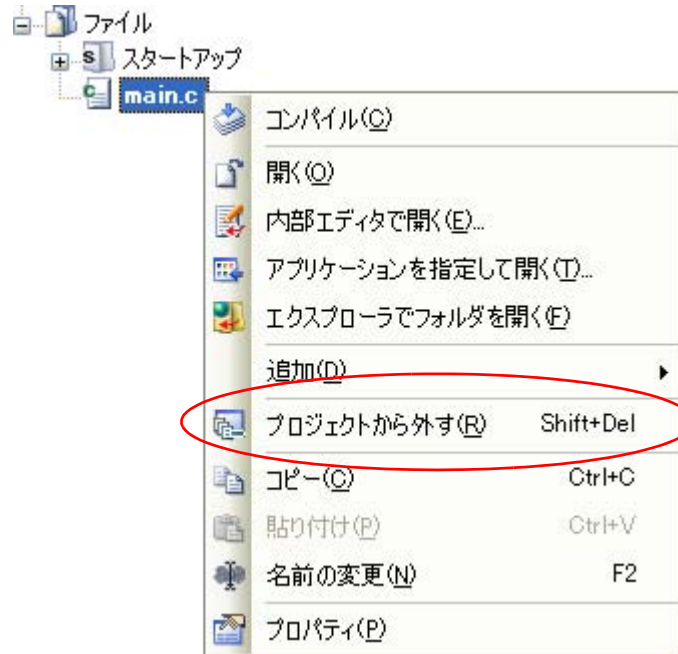 ファイル
スタートアップ
main.c
コンパイル(C)
開く(O)
内部エディタで開く(E)...
アプリケーションを指定して開く(T)...
エクスプローラでフォルダを開く(F)
追加(D)
プロジェクトから外す(R) Shift+Del
コピー(C) Ctrl+C
貼り付け(P) Ctrl+V
名前の変更(N) F2
プロパティ(P)